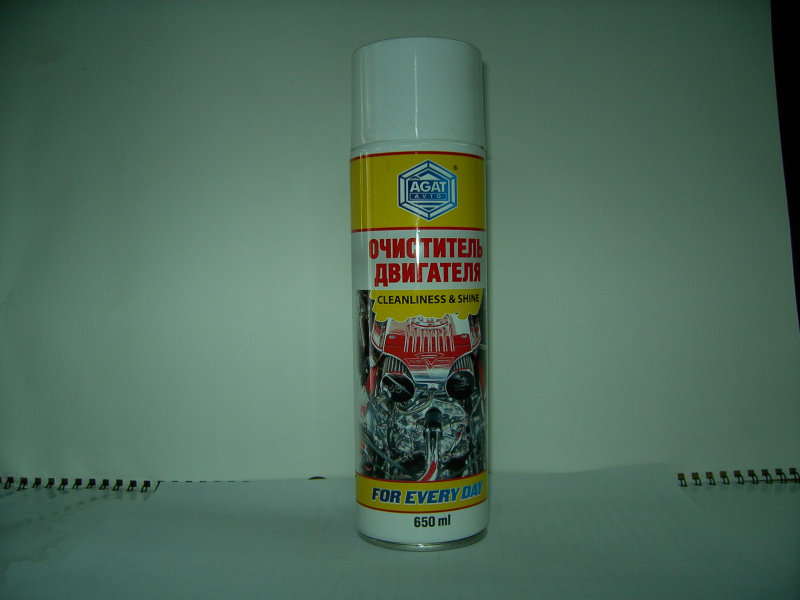 AGAT
AVTO
®
ОЧИСТИТЕЛЬ
ДВИГАТЕЛЯ
CLEANLINESS & SHINE
FOR EVERY DAY
650 ml